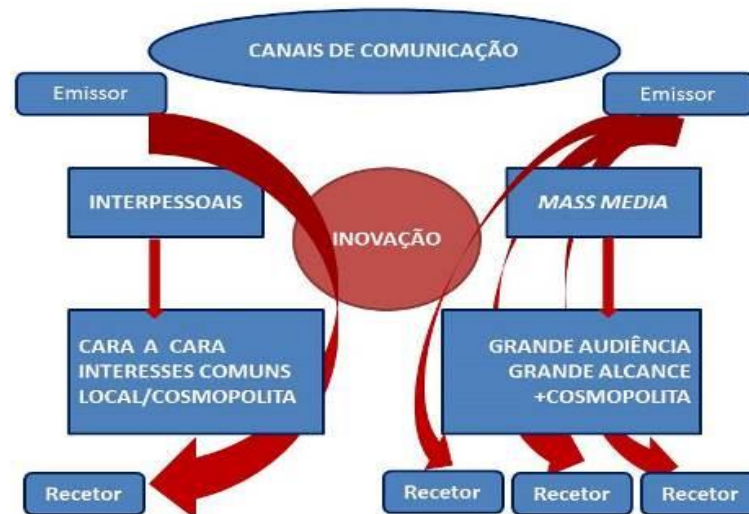 CANAIS DE COMUNICAÇÃO
Emissor
Emissor
INTERPESSOAIS
MASS MEDIA
INOVAÇÃO
CARA A CARA
INTERESSES COMUNS
LOCAL/COSMOPOLITA
GRANDE AUDIÊNCIA
GRANDE ALCANCE
+COSMOPOLITA
Recetor
Recetor
Recetor
Recetor